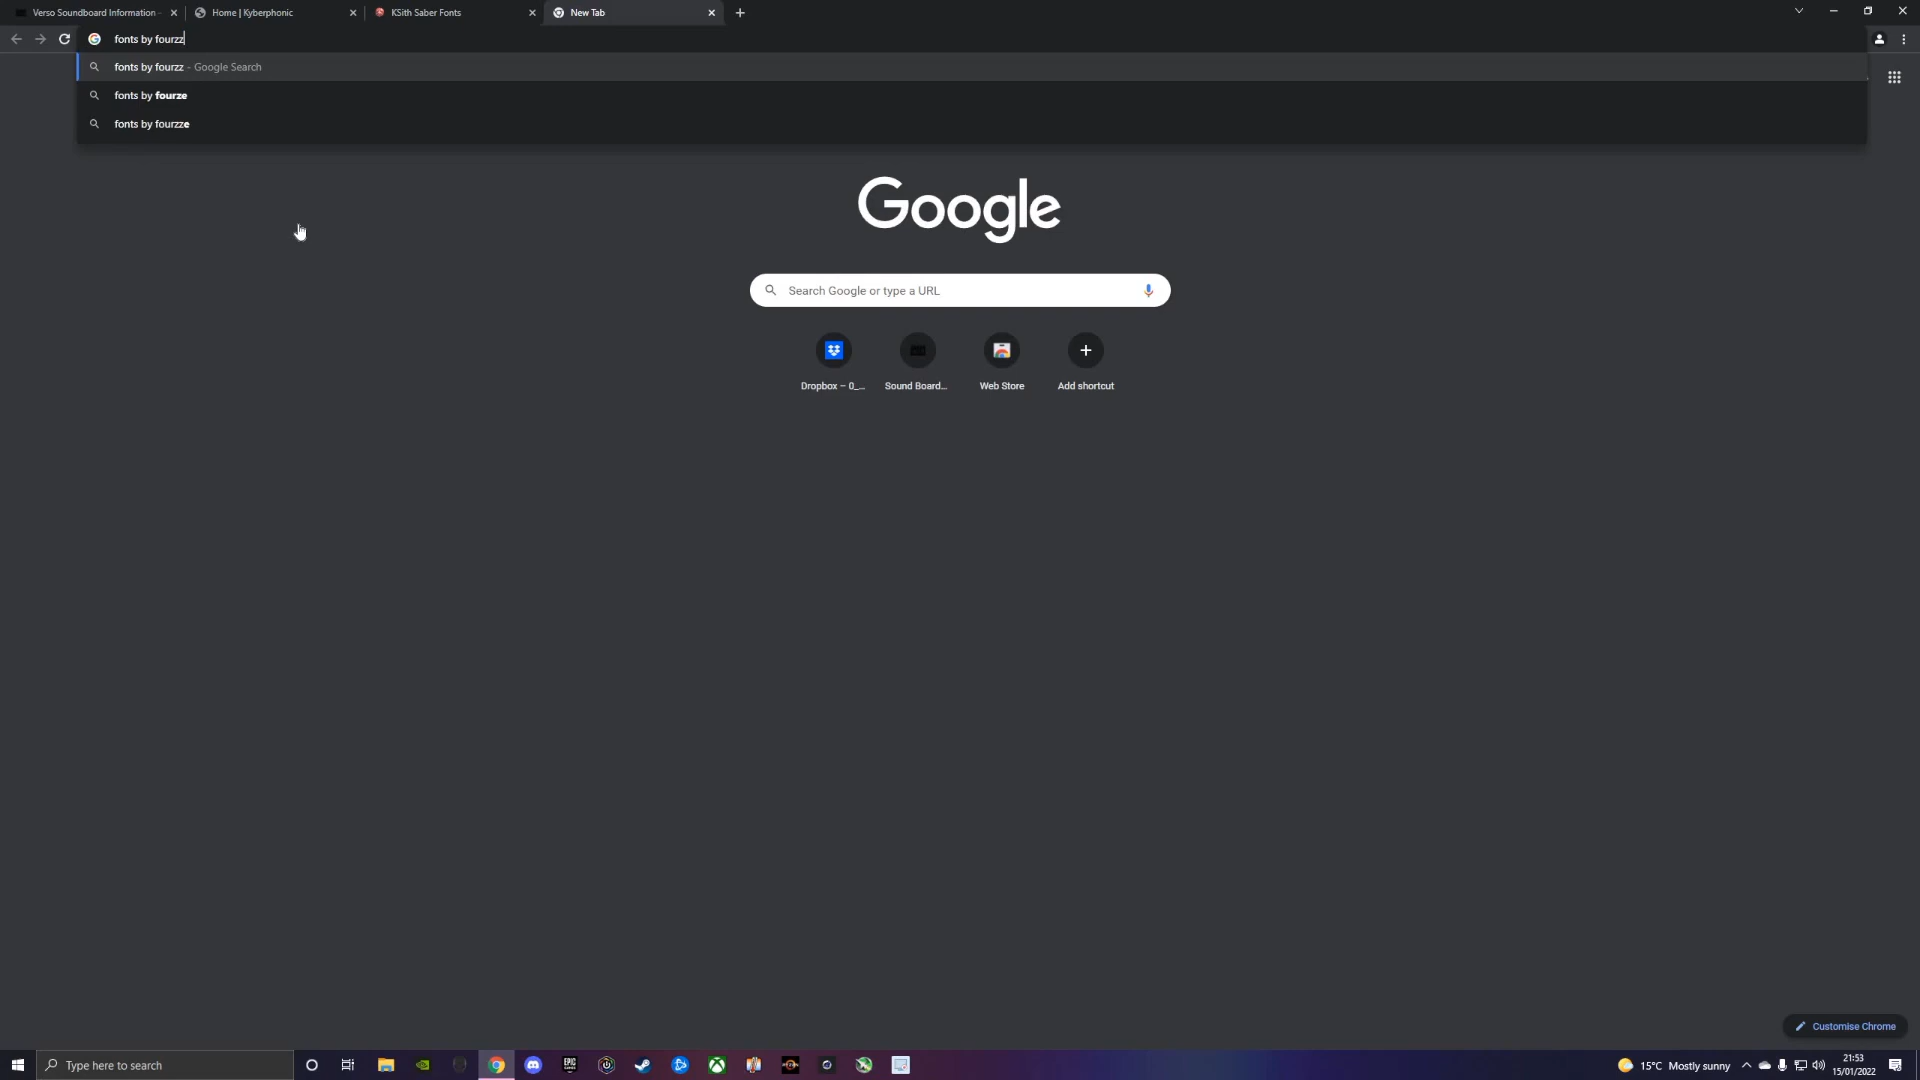 Verso Soundboard Information -
Home | Kyberphonic
KSith Saber Fonts
New Tab
fonts by fourzz
fonts by fourzz - Google Search
fonts by fourze
fonts by fourzze
Google
Search Google or type a URL
Dropbox – 0_...
Sound Board...
Web Store
Add shortcut
Customise Chrome
Type here to search
15°C Mostly sunny
21:53
15/01/2022